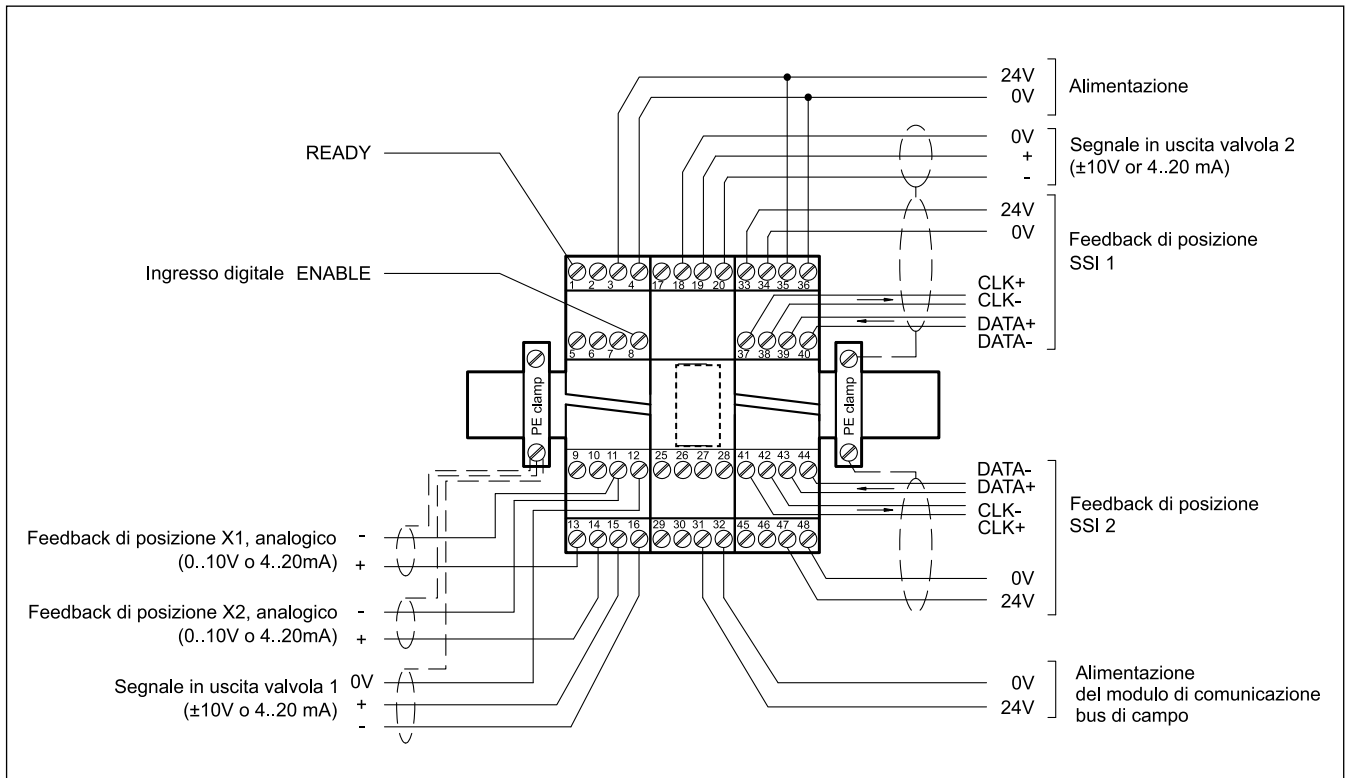 24V
0V
Alimentazione
0V
+
-
Segnale in uscita valvola 2
(±10V or 4..20 mA)
READY
24V
0V
Feedback di posizione
SSI 1
Ingresso digitale ENABLE
1 2 3 4 17 18 19 20 33 34 35 36
CLK+
CLK-
DATA+
DATA-
5 6 7 8 37 38 39 40
PE clamp
PE clamp
9 10 11 12 25 26 27 28 41 42 43 44
DATA-
DATA+
CLK-
CLK+
Feedback di posizione
SSI 2
13 14 15 16 29 30 31 32 45 46 47 48
Feedback di posizione X1, analogico -
(0..10V o 4..20mA) +
0V
24V
Feedback di posizione X2, analogico -
(0..10V o 4..20mA) +
Segnale in uscita valvola 1 0V
(±10V o 4..20 mA) +
-
0V
24V
Alimentazione
del modulo di comunicazione
bus di campo